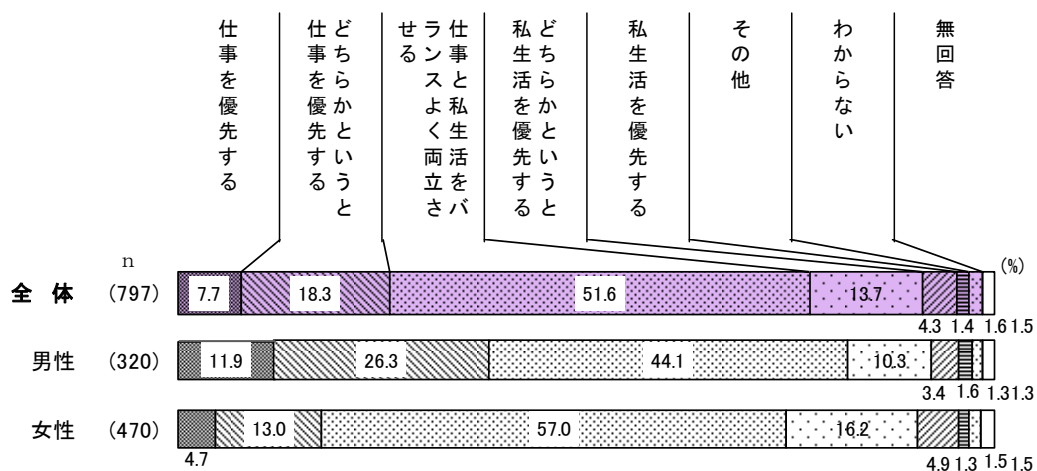 仕事を優先する
どちらかというと
仕事を優先する
仕事と私生活をバ
ランスよく両立さ
せる
どちらかというと
私生活を優先する
私生活を優先する
その他
わからない
無回答
n
(%)
全 体 (797) 7.7 18.3 51.6 13.7
4.3 1.4 1.6 1.5
男性 (320) 11.9 26.3 44.1 10.3
3.4 1.6 1.3 1.3
女性 (470) 13.0 57.0 16.2
4.7 4.9 1.3 1.5 1.5